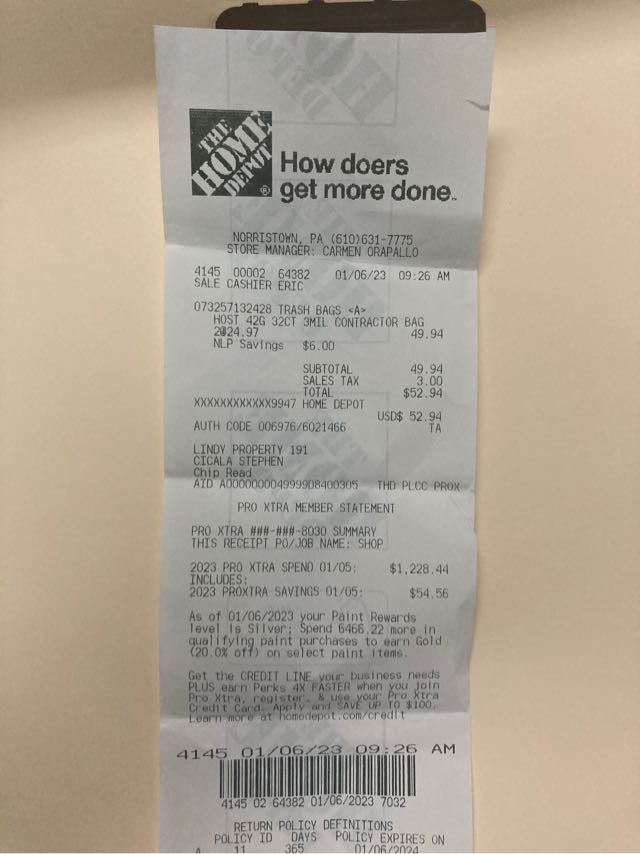 THE
HOME
DEPOT
®
How doers
get more done™
NORRISTOWN, PA (610)631-7775
STORE MANAGER: CARMEN ORAPALLO
4145 00002 64382 01/06/23 09:26 AM
SALE CASHIER ERIC
073257132428 TRASH BAGS <A>
HOST 42G 32CT 3MIL CONTRACTOR BAG
2@24.97 49.94
NLP Savings $6.00
SUBTOTAL 49.94
SALES TAX 3.00
TOTAL $52.94
XXXXXXXXXXXX9947 HOME DEPOT
USD$ 52.94
AUTH CODE 006976/6021466 TA
LINDY PROPERTY 191
CICALA STEPHEN
Chip Read
AID A0000000049999D8400305 THD PLCC PROX
PRO XTRA MEMBER STATEMENT
PRO XTRA ###-###-8030 SUMMARY
THIS RECEIPT PO/JOB NAME: SHOP
2023 PRO XTRA SPEND 01/05: $1,228.44
INCLUDES:
2023 PROXTRA SAVINGS 01/05: $54.56
As of 01/06/2023 your Paint Rewards
level is Silver; Spend 6466.22 more in
qualifying paint purchases to earn Gold
(20.0% off) on select paint items.
Get the CREDIT LINE your business needs
PLUS earn Perks 4X FASTER when you join
Pro Xtra, register, & use your Pro Xtra
Credit Card. Apply and SAVE UP TO $100.
Learn more at homedepot.com/credit
4145 01/06/23 09:26 AM
4145 02 64382 01/06/2023 7032
RETURN POLICY DEFINITIONS
POLICY ID DAYS POLICY EXPIRES ON
A 11 365 01/06/2024